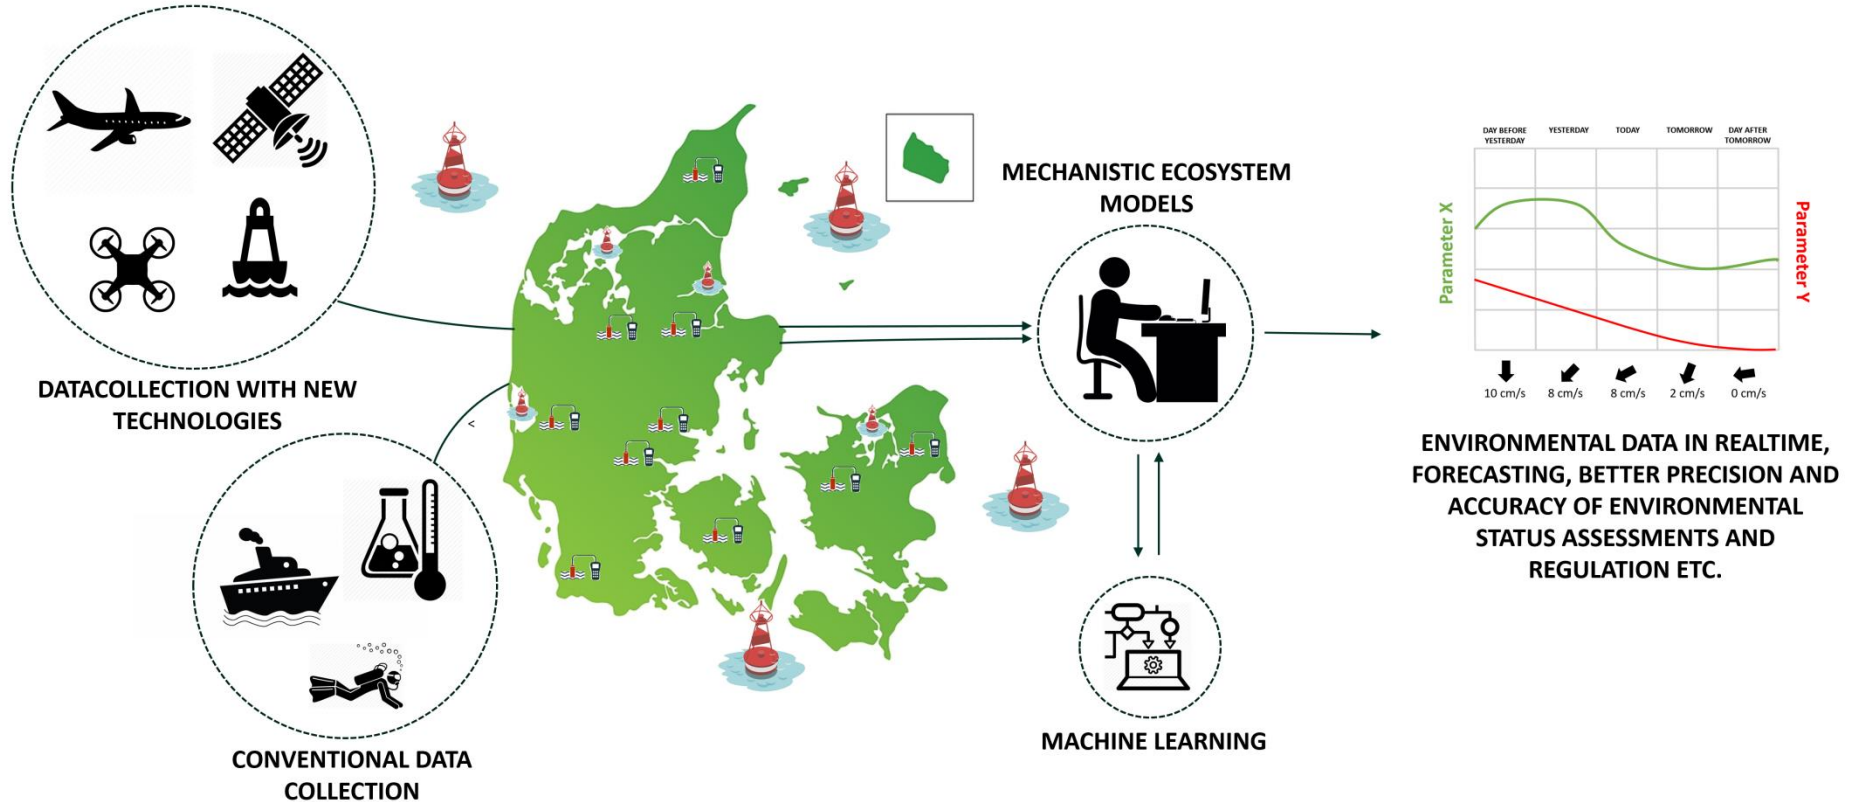 DATACOLLECTION WITH NEW
TECHNOLOGIES
<
CONVENTIONAL DATA
COLLECTION
MECHANISTIC ECOSYSTEM
MODELS
MACHINE LEARNING
DAY BEFORE
YESTERDAY
YESTERDAY
TODAY
TOMORROW
DAY AFTER
TOMORROW
Parameter X
Parameter Y
10 cm/s
8 cm/s
8 cm/s
2 cm/s
0 cm/s
ENVIRONMENTAL DATA IN REALTIME,
FORECASTING, BETTER PRECISION AND
ACCURACY OF ENVIRONMENTAL
STATUS ASSESSMENTS AND
REGULATION ETC.